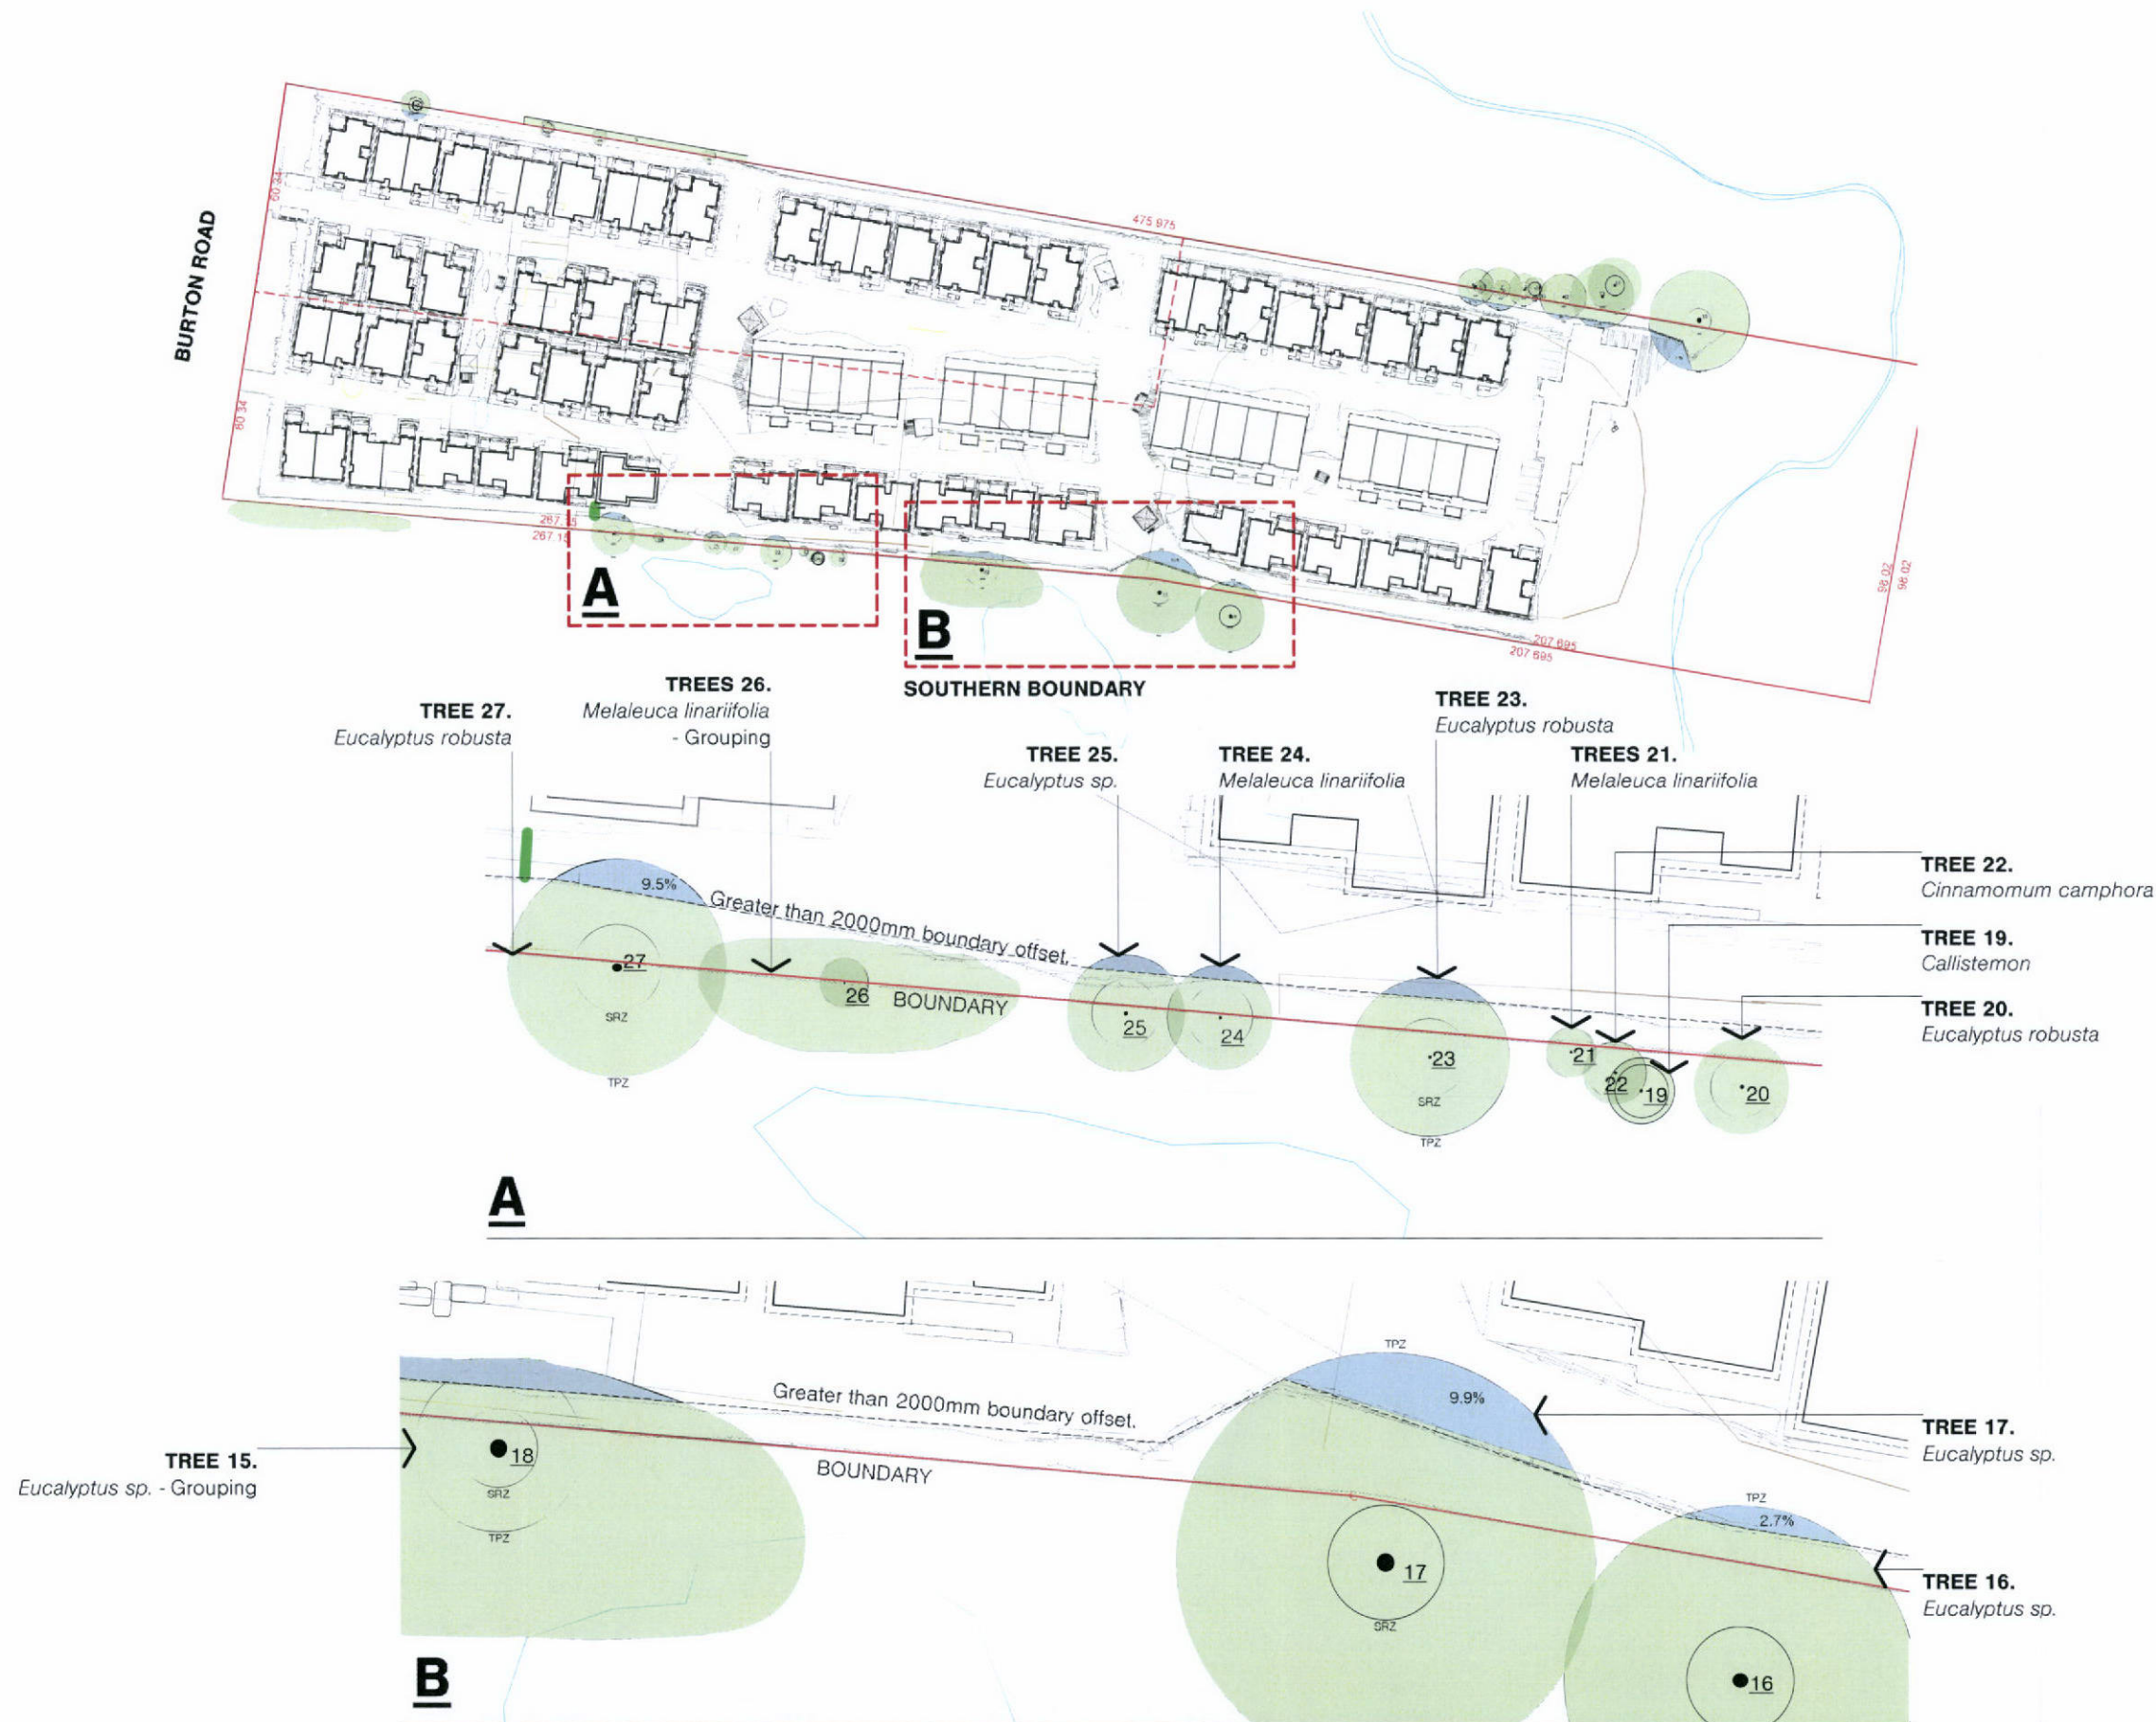 BURTON ROAD
60 34
60 34
475 975
267.15
267.15
A
B
98 02
98 02
207 695
207 695
SOUTHERN BOUNDARY
TREE 27.
Eucalyptus robusta
TREES 26.
Melaleuca linariifolia
- Grouping
TREE 25.
Eucalyptus sp.
TREE 24.
Melaleuca linariifolia
TREE 23.
Eucalyptus robusta
TREES 21.
Melaleuca linariifolia
TREE 22.
Cinnamomum camphora
TREE 19.
Callistemon
TREE 20.
Eucalyptus robusta
9.5%
Greater than 2000mm boundary offset.
27
SRZ
TPZ
26
BOUNDARY
25
24
23
SRZ
TPZ
21
22
19
20
A
TPZ
9.9%
Greater than 2000mm boundary offset.
TREE 17.
Eucalyptus sp.
TREE 15.
Eucalyptus sp. - Grouping
18
SRZ
TPZ
BOUNDARY
TPZ
2.7%
17
SRZ
TREE 16.
Eucalyptus sp.
16
B